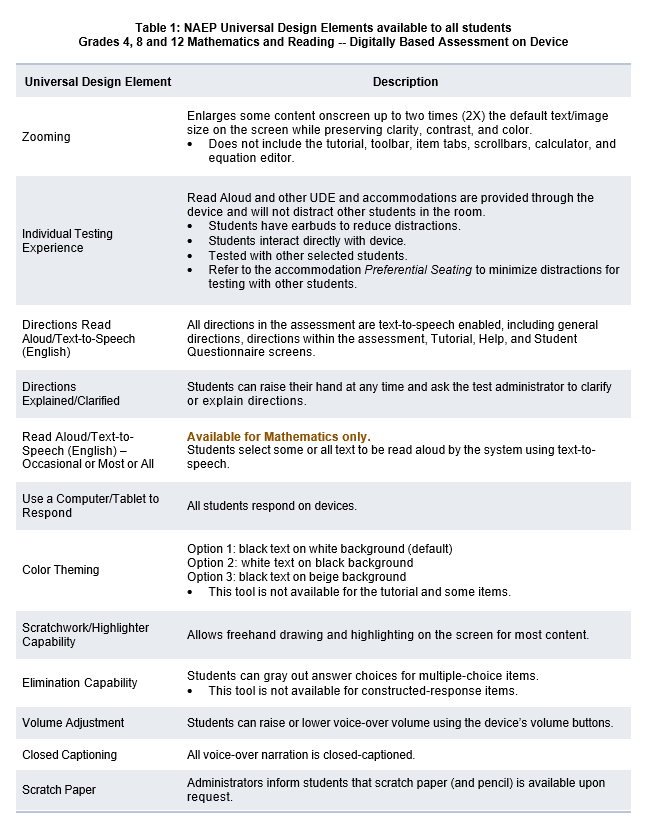 Table 1: NAEP Universal Design Elements available to all students
Grades 4, 8 and 12 Mathematics and Reading -- Digitally Based Assessment on Device
Universal Design Element
Description
Zooming
Enlarges some content onscreen up to two times (2X) the default text/image
size on the screen while preserving clarity, contrast, and color.
• Does not include the tutorial, toolbar, item tabs, scrollbars, calculator, and
equation editor.
Individual Testing
Experience
Read Aloud and other UDE and accommodations are provided through the
device and will not distract other students in the room.
• Students have earbuds to reduce distractions.
• Students interact directly with device.
• Tested with other selected students.
• Refer to the accommodation Preferential Seating to minimize distractions for
testing with other students.
Directions Read
Aloud/Text-to-Speech
(English)
All directions in the assessment are text-to-speech enabled, including general
directions, directions within the assessment, Tutorial, Help, and Student
Questionnaire screens.
Directions
Explained/Clarified
Students can raise their hand at any time and ask the test administrator to clarify
or explain directions.
Read Aloud/Text-to-
Speech (English) –
Occasional or Most or All
Available for Mathematics only.
Students select some or all text to be read aloud by the system using text-to-
speech.
Use a Computer/Tablet to
Respond
All students respond on devices.
Color Theming
Option 1: black text on white background (default)
Option 2: white text on black background
Option 3: black text on beige background
• This tool is not available for the tutorial and some items.
Scratchwork/Highlighter
Capability
Allows freehand drawing and highlighting on the screen for most content.
Elimination Capability
Students can gray out answer choices for multiple-choice items.
• This tool is not available for constructed-response items.
Volume Adjustment
Students can raise or lower voice-over volume using the device's volume buttons.
Closed Captioning
All voice-over narration is closed-captioned.
Scratch Paper
Administrators inform students that scratch paper (and pencil) is available upon
request.